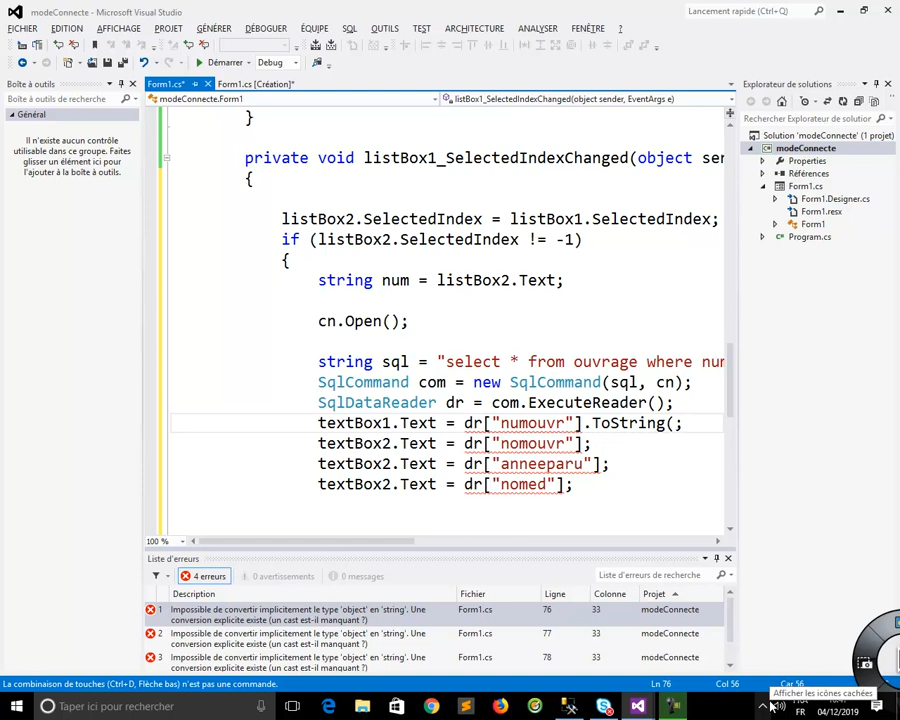 modeConnecte - Microsoft Visual Studio
Lancement rapide (Ctrl+Q)
FICHIER EDITION AFFICHAGE PROJET GÉNÉRER DÉBOGUER ÉQUIPE SQL OUTILS TEST ARCHITECTURE ANALYSER FENÊTRE ?
Démarrer Debug
Boîte à outils
Boîte à outils de recherche
Général
Il n'existe aucun contrôle
utilisable dans ce groupe. Faites
glisser un élément ici pour
l'ajouter à la boîte à outils.
Form1.cs*
Form1.cs [Création]*
modeConnecte.Form1
listBox1_SelectedIndexChanged(object sender, EventArgs e)
}
private void listBox1_SelectedIndexChanged(object sen
{
listBox2.SelectedIndex = listBox1.SelectedIndex;
if (listBox2.SelectedIndex != -1)
{
string num = listBox2.Text;
cn.Open();
string sql = "select * from ouvrage where num
SqlCommand com = new SqlCommand(sql, cn);
SqlDataReader dr = com.ExecuteReader();
textBox1.Text = dr["numouvr"].ToString(;
textBox2.Text = dr["nomouvr"];
textBox2.Text = dr["anneeparu"];
textBox2.Text = dr["nomed"];
100 %
Explorateur de solutions
Rechercher Explorateur de solutions
Solution 'modeConnecte' (1 projet)
modeConnecte
Properties
Références
Form1.cs
Form1.Designer.cs
Form1.resx
Form1
Program.cs
Liste d'erreurs
4 erreurs
0 avertissements
0 messages
Liste d'erreurs de recherche
Description Fichier Ligne Colonne Projet
1 Impossible de convertir implicitement le type 'object' en 'string'. Une conversion explicite existe (un cast est-il manquant ?) Form1.cs 76 33 modeConnecte
2 Impossible de convertir implicitement le type 'object' en 'string'. Une conversion explicite existe (un cast est-il manquant ?) Form1.cs 77 33 modeConnecte
3 Impossible de convertir implicitement le type 'object' en 'string'. Une conversion explicite existe (un cast est-il manquant ?) Form1.cs 78 33 modeConnecte
La combinaison de touches (Ctrl+D, Flèche bas) n'est pas une commande.
Ln 76 Col 56 Car 56
Afficher les icônes cachées
Taper ici pour rechercher
FR
04/12/2019